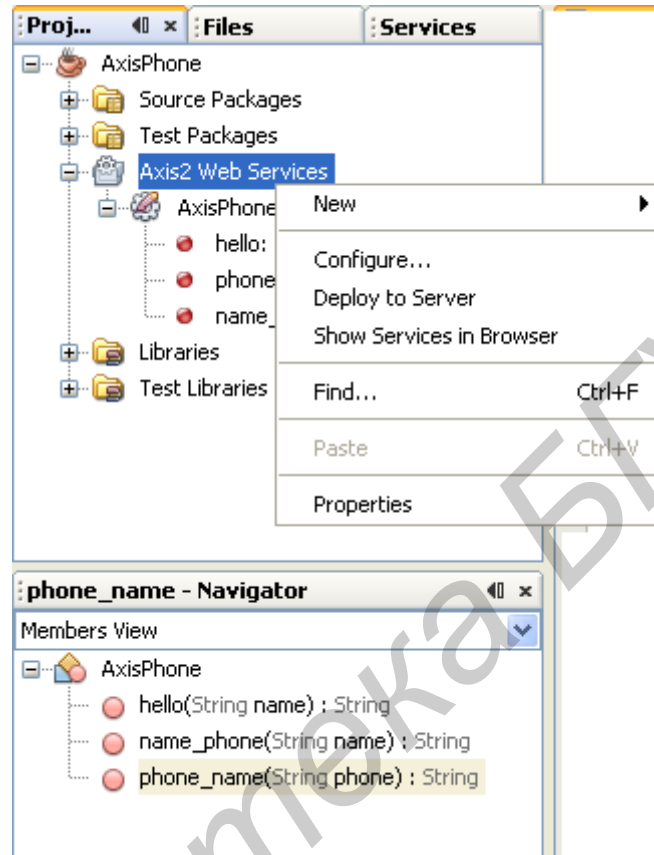 Proj...
Files
Services
AxisPhone
Source Packages
Test Packages
Axis2 Web Services
AxisPhone
hello:
phone
name_
Libraries
Test Libraries
New
Configure...
Deploy to Server
Show Services in Browser
Find... Ctrl+F
Paste Ctrl+V
Properties
phone_name - Navigator
Members View
AxisPhone
hello(String name) : String
name_phone(String name) : String
phone_name(String phone) : String
тека БГУ